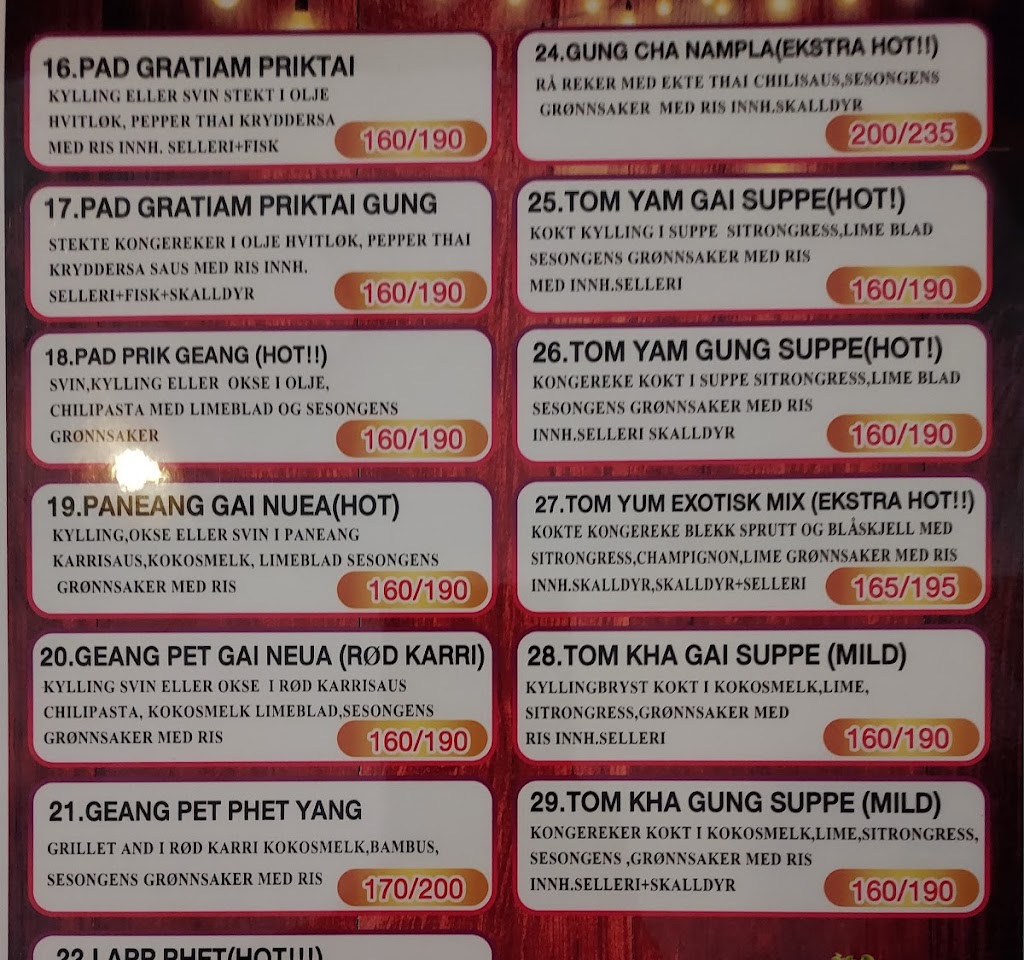 16.PAD GRATIAM PRIKTAI
KYLLING ELLER SVIN STEKT I OLJE
HVITLØK, PEPPER THAI KRYDDERSA
MED RIS INNH. SELLERI+FISK
160/190
17.PAD GRATIAM PRIKTAI GUNG
STEKTE KONGEREKER I OLJE HVITLØK, PEPPER THAI
KRYDDERSA SAUS MED RIS INNH.
SELLERI+FISK+SKALLDYR
160/190
18.PAD PRIK GEANG (HOT!!)
SVIN,KYLLING ELLER OKSE I OLJE,
CHILIPASTA MED LIMEBLAD OG SESONGENS
GRØNNSAKER
160/190
19.PANEANG GAI NUEA(HOT)
KYLLING,OKSE ELLER SVIN I PANEANG
KARRISAUS,KOKOSMELK, LIMEBLAD SESONGENS
GRØNNSAKER MED RIS
160/190
20.GEANG PET GAI NEUA (RØD KARRI)
KYLLING SVIN ELLER OKSE I RØD KARRISAUS
CHILIPASTA, KOKOSMELK LIMEBLAD,SESONGENS
GRØNNSAKER MED RIS
160/190
21.GEANG PET PHET YANG
GRILLET AND I RØD KARRI KOKOSMELK,BAMBUS,
SESONGENS GRØNNSAKER MED RIS
170/200
22.LAPP PHET(HOT!!!)
24.GUNG CHA NAMPLA(EKSTRA HOT!!)
RÅ REKER MED EKTE THAI CHILISAUS,SESONGENS
GRØNNSAKER MED RIS INNH.SKALLDYR
200/235
25.TOM YAM GAI SUPPE(HOT!)
KOKT KYLLING I SUPPE SITRONGRESS,LIME BLAD
SESONGENS GRØNNSAKER MED RIS
MED INNH.SELLERI
160/190
26.TOM YAM GUNG SUPPE(HOT!)
KONGEREKE KOKT I SUPPE SITRONGRESS,LIME BLAD
SESONGENS GRØNNSAKER MED RIS
INNH.SELLERI SKALLDYR
160/190
27.TOM YUM EXOTISK MIX (EKSTRA HOT!!)
KOKTE KONGEREKE BLEKK SPRUTT OG BLÅSKJELL MED
SITRONGRESS,CHAMPIGNON,LIME GRØNNSAKER MED RIS
INNH.SKALLDYR,SKALLDYR+SELLERI
165/195
28.TOM KHA GAI SUPPE (MILD)
KYLLINGBRYST KOKT I KOKOSMELK,LIME,
SITRONGRESS,GRØNNSAKER MED
RIS INNH.SELLERI
160/190
29.TOM KHA GUNG SUPPE (MILD)
KONGEREKER KOKT I KOKOSMELK,LIME,SITRONGRESS,
SESONGENS ,GRØNNSAKER MED RIS
INNH.SELLERI+SKALLDYR
160/190